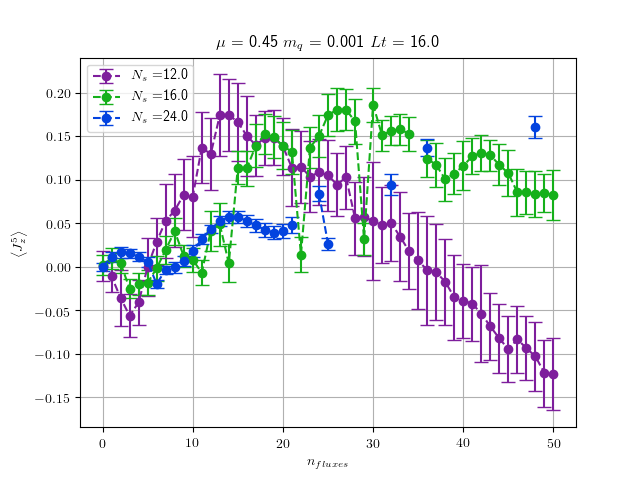 μ = 0.45 m_q = 0.001 Lt = 16.0
N_s =12.0
N_s =16.0
N_s =24.0
0.20
0.15
0.10
0.05
0.00
−0.05
−0.10
−0.15
⟨J_z^5⟩
0 10 20 30 40 50
n_fluxes